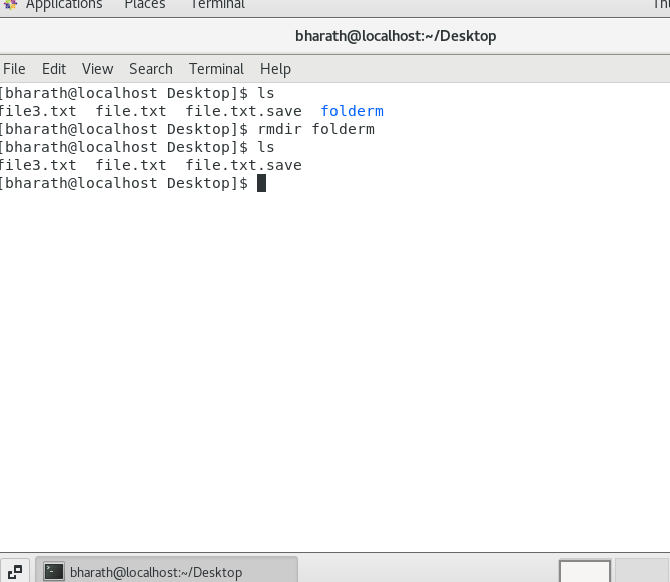 Applications Places Terminal
bharath@localhost:~/Desktop
File Edit View Search Terminal Help
[bharath@localhost Desktop]$ ls
file3.txt  file.txt  file.txt.save  folderm
[bharath@localhost Desktop]$ rmdir folderm
[bharath@localhost Desktop]$ ls
file3.txt  file.txt  file.txt.save
[bharath@localhost Desktop]$
bharath@localhost:~/Desktop